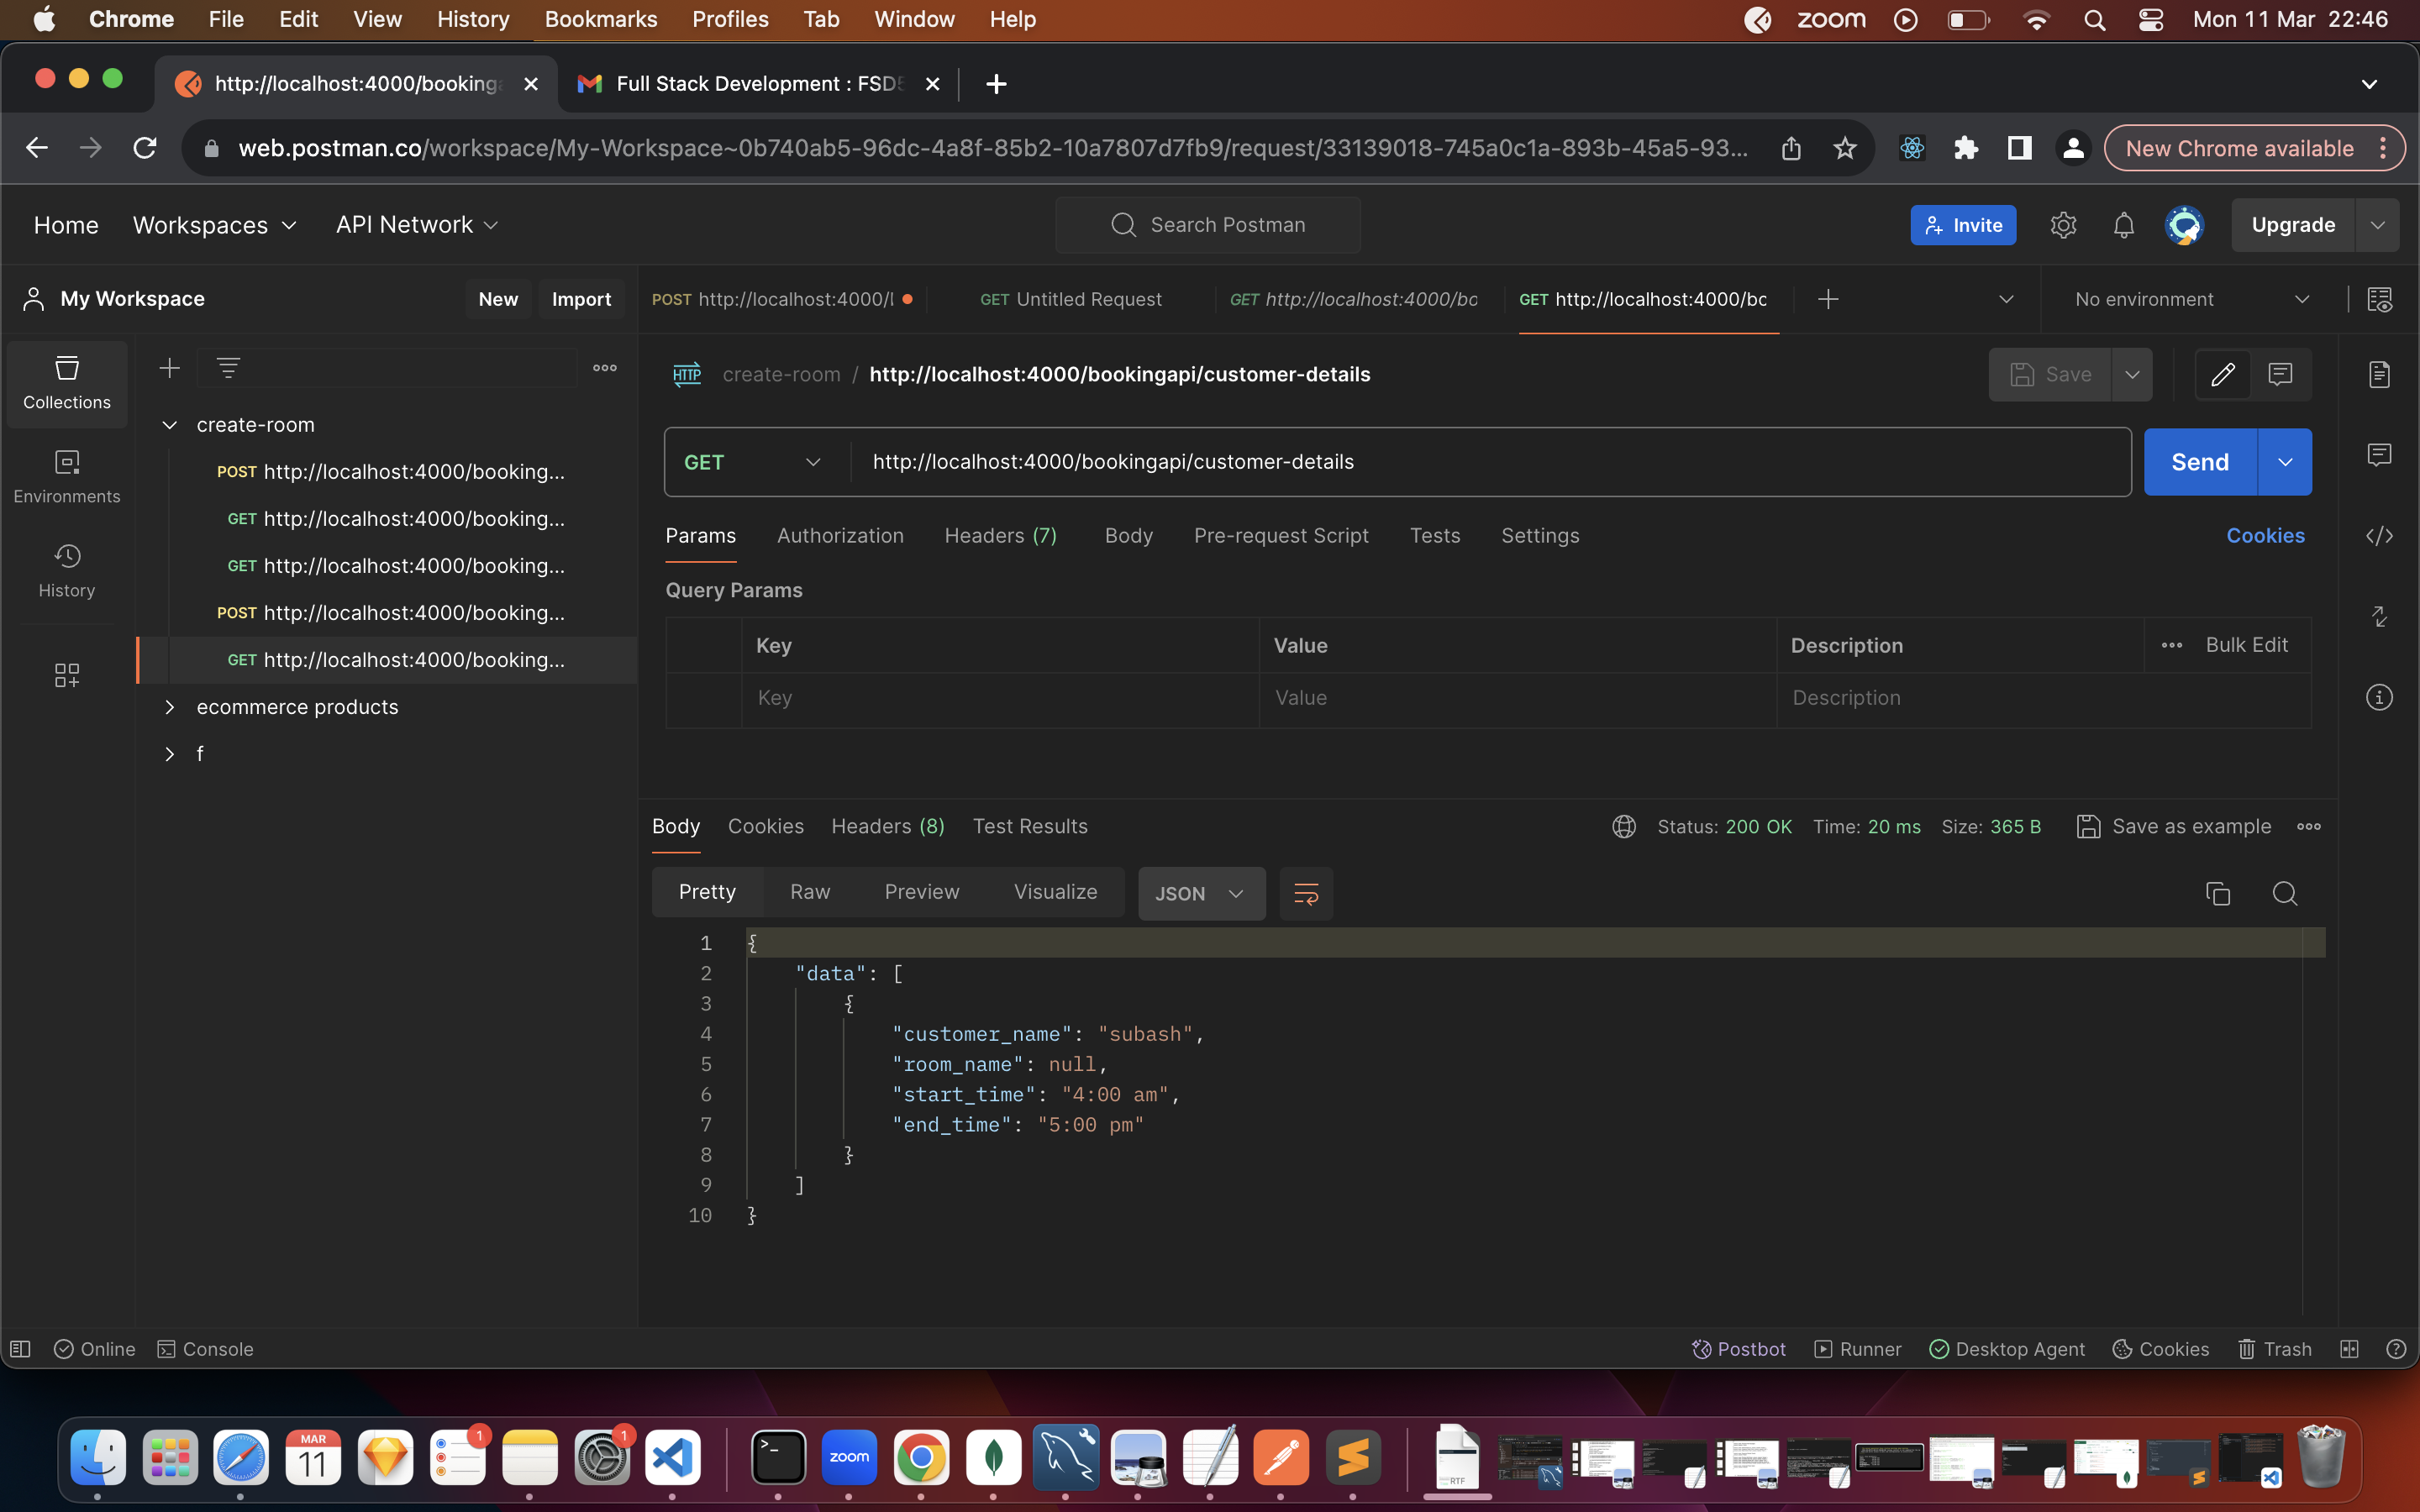 Chrome File Edit View History Bookmarks Profiles Tab Window Help zoom Mon 11 Mar 22:46
http://localhost:4000/booking Full Stack Development : FSD5
web.postman.co/workspace/My-Workspace~0b740ab5-96dc-4a8f-85b2-10a7807d7fb9/request/33139018-745a0c1a-893b-45a5-93... New Chrome available
Home Workspaces API Network Search Postman Invite Upgrade
My Workspace New Import POST http://localhost:4000/l GET Untitled Request GET http://localhost:4000/bo GET http://localhost:4000/bo No environment
Collections
Environments
History
create-room
POST http://localhost:4000/booking...
GET http://localhost:4000/booking...
GET http://localhost:4000/booking...
POST http://localhost:4000/booking...
GET http://localhost:4000/booking...
ecommerce products
f
HTTP create-room / http://localhost:4000/bookingapi/customer-details Save
GET http://localhost:4000/bookingapi/customer-details Send
Params Authorization Headers (7) Body Pre-request Script Tests Settings Cookies
Query Params
Key Value Description Bulk Edit
Key Value Description
Body Cookies Headers (8) Test Results Status: 200 OK Time: 20 ms Size: 365 B Save as example
Pretty Raw Preview Visualize JSON
1 {
2 "data": [
3 {
4 "customer_name": "subash",
5 "room_name": null,
6 "start_time": "4:00 am",
7 "end_time": "5:00 pm"
8 }
9 ]
10 }
Online Console Postbot Runner Desktop Agent Cookies Trash
MAR
11
1
1
zoom
RTF